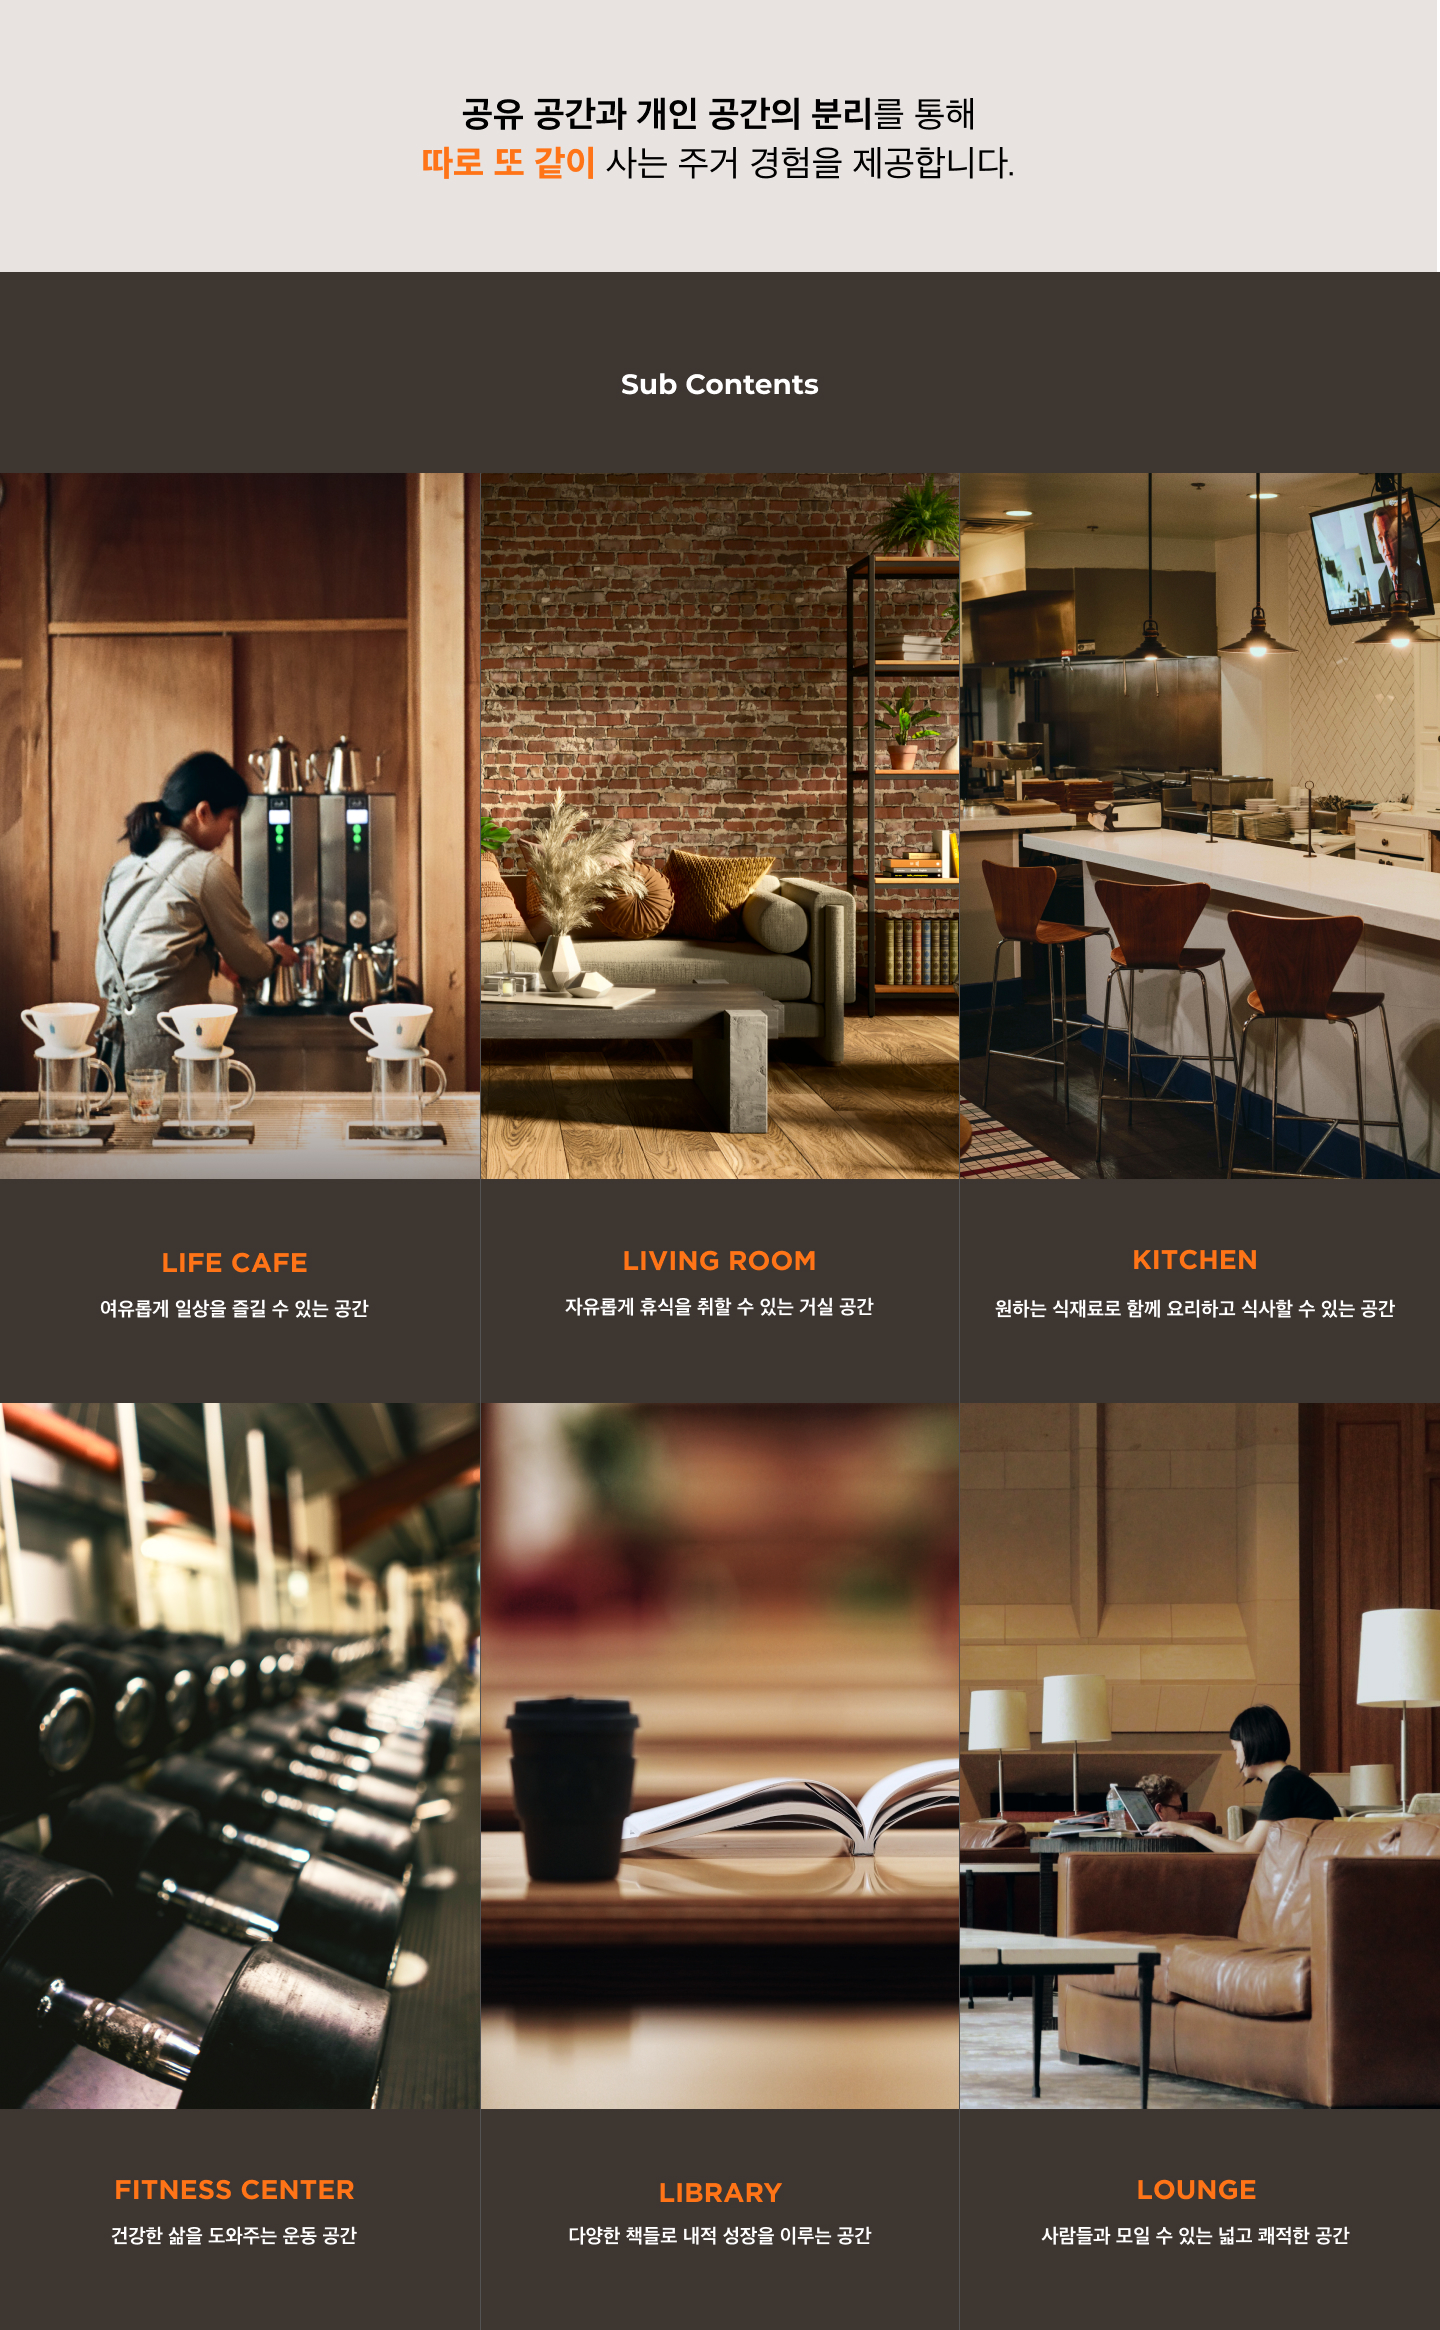 공유 공간과 개인 공간의 분리를 통해
따로 또 같이 사는 주거 경험을 제공합니다.
Sub Contents
LIFE CAFE
여유롭게 일상을 즐길 수 있는 공간
LIVING ROOM
자유롭게 휴식을 취할 수 있는 거실 공간
KITCHEN
원하는 식재료로 함께 요리하고 식사할 수 있는 공간
FITNESS CENTER
건강한 삶을 도와주는 운동 공간
LIBRARY
다양한 책들로 내적 성장을 이루는 공간
LOUNGE
사람들과 모일 수 있는 넓고 쾌적한 공간